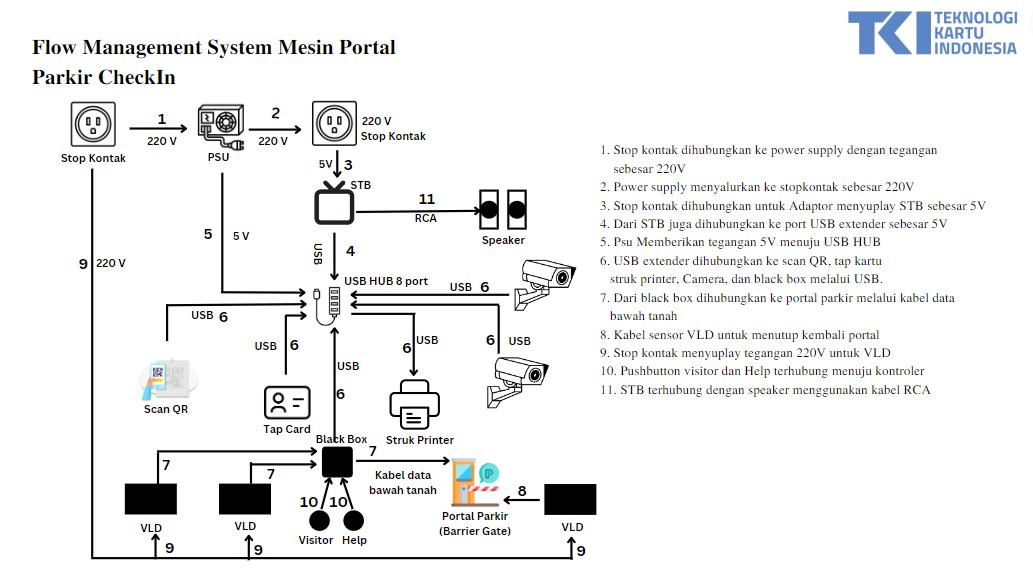 TEKNOLOGI
KARTU
INDONESIA
TKI
Flow Management System Mesin Portal
Parkir CheckIn
1
220 V
Stop Kontak
PSU
2
220 V
220 V
Stop Kontak
5V 3
STB
11
RCA
Speaker
5 5 V
USB 4
9 220 V
USB HUB 8 port
USB 6
USB 6
USB 6
6 USB
6 USB
USB
6
Scan QR
Tap Card
Struk Printer
Black Box
7
7
7
Kabel data
bawah tanah
10 10
8
VLD
VLD
Visitor Help
Portal Parkir
(Barrier Gate)
VLD
9
9
9
P
1. Stop kontak dihubungkan ke power supply dengan tegangan
sebesar 220V
2. Power supply menyalurkan ke stopkontak sebesar 220V
3. Stop kontak dihubungkan untuk Adaptor menyuplay STB sebesar 5V
4. Dari STB juga dihubungkan ke port USB extender sebesar 5V
5. Psu Memberikan tegangan 5V menuju USB HUB
6. USB extender dihubungkan ke scan QR, tap kartu
struk printer, Camera, dan black box melalui USB.
7. Dari black box dihubungkan ke portal parkir melalui kabel data
bawah tanah
8. Kabel sensor VLD untuk menutup kembali portal
9. Stop kontak menyuplay tegangan 220V untuk VLD
10. Pushbutton visitor dan Help terhubung menuju kontroler
11. STB terhubung dengan speaker menggunakan kabel RCA